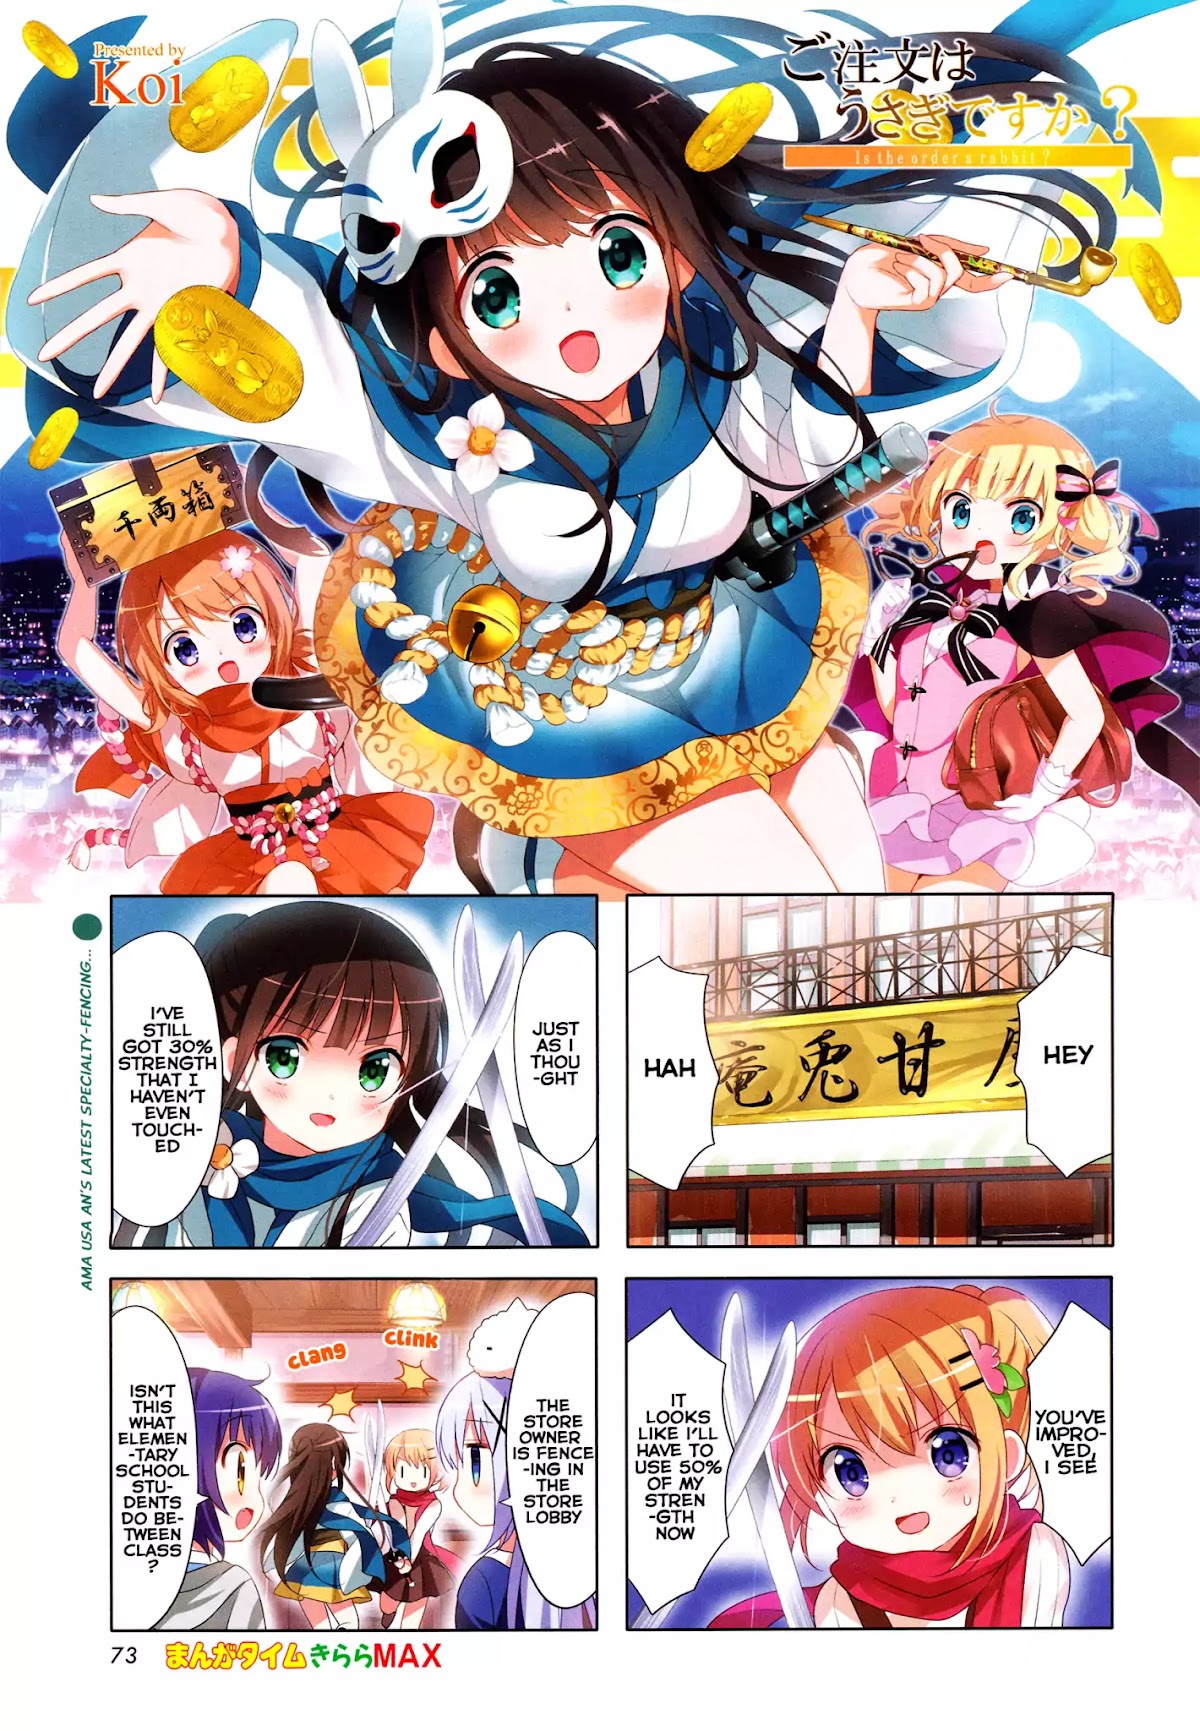 Presented by
Koi
ご注文は
うさぎですか?
Is the order a rabbit?
千両箱
HEY
HAH
庵兎甘
YOU'VE
IMPRO-
VED,
I SEE
IT
LOOKS
LIKE I'LL
HAVE TO
USE 50%
OF MY
STREN
-GTH
NOW
JUST
AS I
THOU
-GHT
I'VE
STILL
GOT 30%
STRENGTH
THAT I
HAVEN'T
EVEN
TOUCH-
ED
clang
clink
THE
STORE
OWNER
IS FENCE
-ING IN
THE
STORE
LOBBY
ISN'T
THIS WHAT
ELEMEN
-TARY
SCHOOL
STU-
DENTS
DO BE-
TWEEN
CLASS
?
AMA USA AN'S LATEST SPECIALTY-FENCING...
73
まんがタイムきららMAX